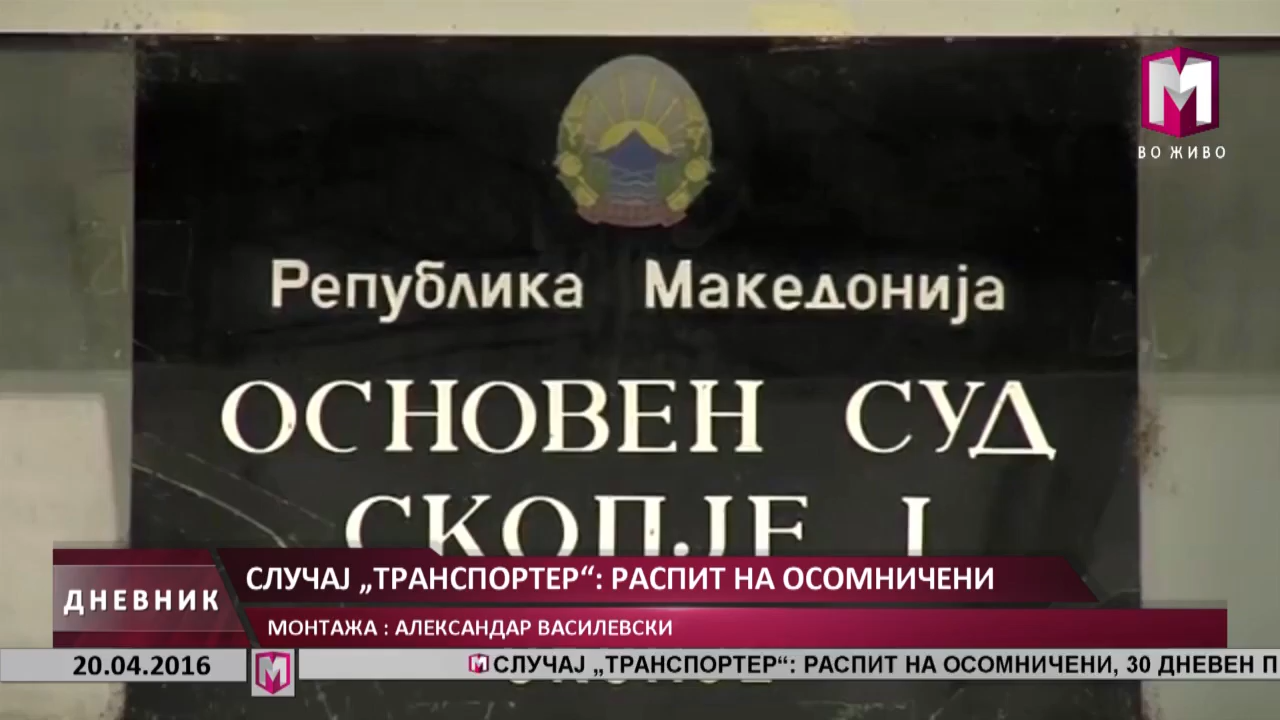 ВО ЖИВО
Република Македонија
ОСНОВЕН СУД
СКОПЈЕ I
СЛУЧАЈ „ТРАНСПОРТЕР“: РАСПИТ НА ОСОМНИЧЕНИ
ДНЕВНИК
МОНТАЖА : АЛЕКСАНДАР ВАСИЛЕВСКИ
20.04.2016
СЛУЧАЈ „ТРАНСПОРТЕР“: РАСПИТ НА ОСОМНИЧЕНИ, 30 ДНЕВЕН П